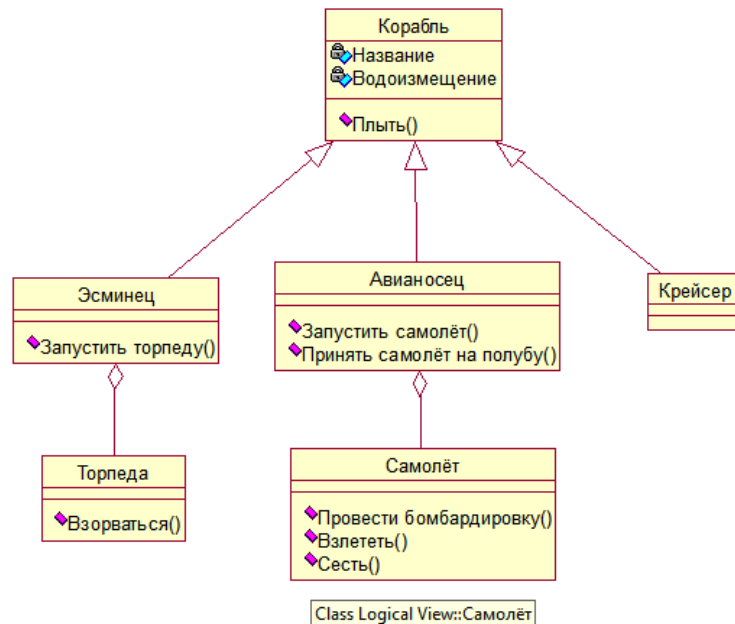 Корабль
Название
Водоизмещение
Плыть()
Эсминец
Запустить торпеду()
Авианосец
Запустить самолёт()
Принять самолёт на полубу()
Крейсер
Торпеда
Взорваться()
Самолёт
Провести бомбардировку()
Взлететь()
Сесть()
Class Logical View::Самолёт